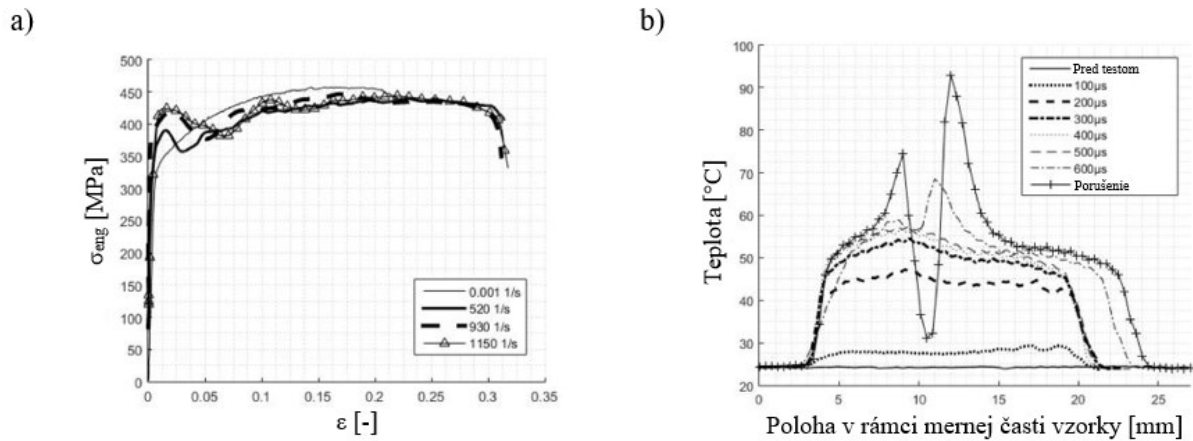 a)
500
450
400
350
300
250
200
150
100
50
0
σeng [MPa]
0 0.05 0.1 0.15 0.2 0.25 0.3 0.35
ε [-]
0.001 1/s
520 1/s
930 1/s
1150 1/s
b)
100
90
80
70
60
50
40
30
20
Teplota [°C]
0 5 10 15 20 25
Poloha v rámci mernej časti vzorky [mm]
Pred testom
100µs
200µs
300µs
400µs
500µs
600µs
Porušenie